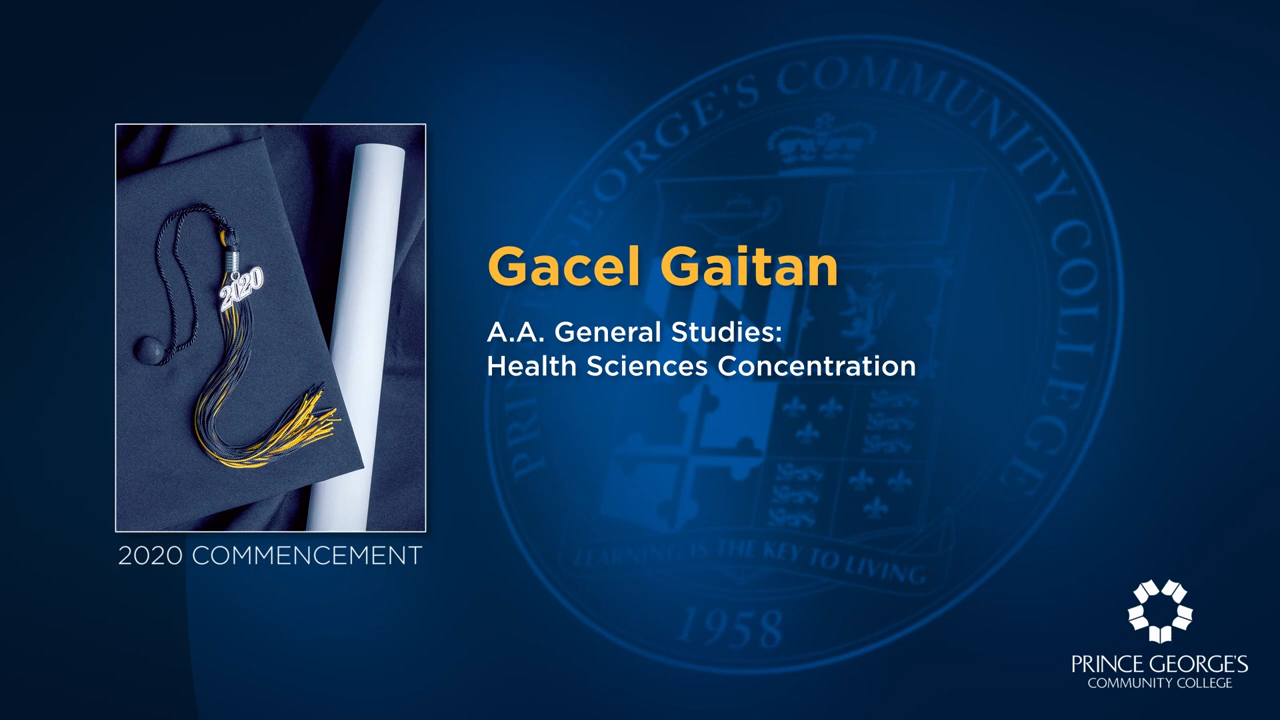 PRINCE GEORGE'S COMMUNITY COLLEGE
2020
Gacel Gaitan
A.A. General Studies:
Health Sciences Concentration
2020 COMMENCEMENT
LEARNING IS THE KEY TO LIVING
1958
PRINCE GEORGE'S
COMMUNITY COLLEGE